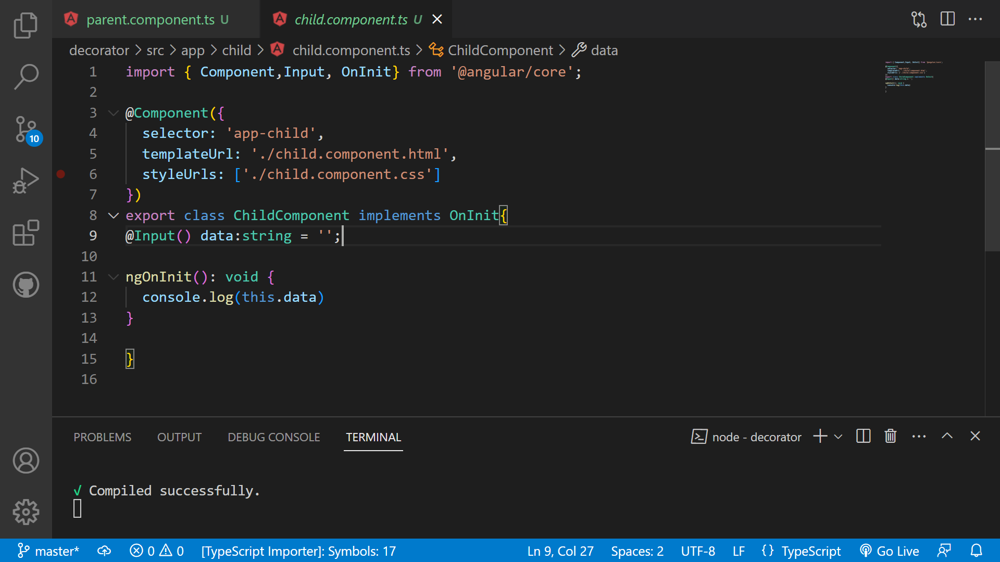 parent.component.ts U
child.component.ts U
decorator > src > app > child > child.component.ts > ChildComponent > data
1 import { Component,Input, OnInit} from '@angular/core';
2
3 @Component({
4 selector: 'app-child',
5 templateUrl: './child.component.html',
6 styleUrls: ['./child.component.css']
7 })
8 export class ChildComponent implements OnInit{
9 @Input() data:string = '';
10
11 ngOnInit(): void {
12 console.log(this.data)
13 }
14
15 }
16
10
PROBLEMS OUTPUT DEBUG CONSOLE TERMINAL node - decorator
√ Compiled successfully.
master* 0 0 [TypeScript Importer]: Symbols: 17 Ln 9, Col 27 Spaces: 2 UTF-8 LF {} TypeScript Go Live